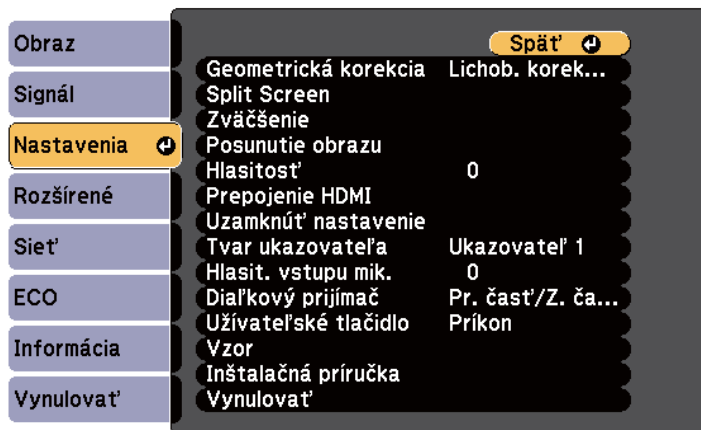 Obraz
Signál
Nastavenia
Rozšírené
Sieť
ECO
Informácia
Vynulovať
Späť
Geometrická korekcia Lichob. korek...
Split Screen
Zväčšenie
Posunutie obrazu
Hlasitosť 0
Prepojenie HDMI
Uzamknúť nastavenie
Tvar ukazovateľa Ukazovateľ 1
Hlasit. vstupu mik. 0
Diaľkový prijímač Pr. časť/Z. ča...
Užívateľské tlačidlo Príkon
Vzor
Inštalačná príručka
Vynulovať